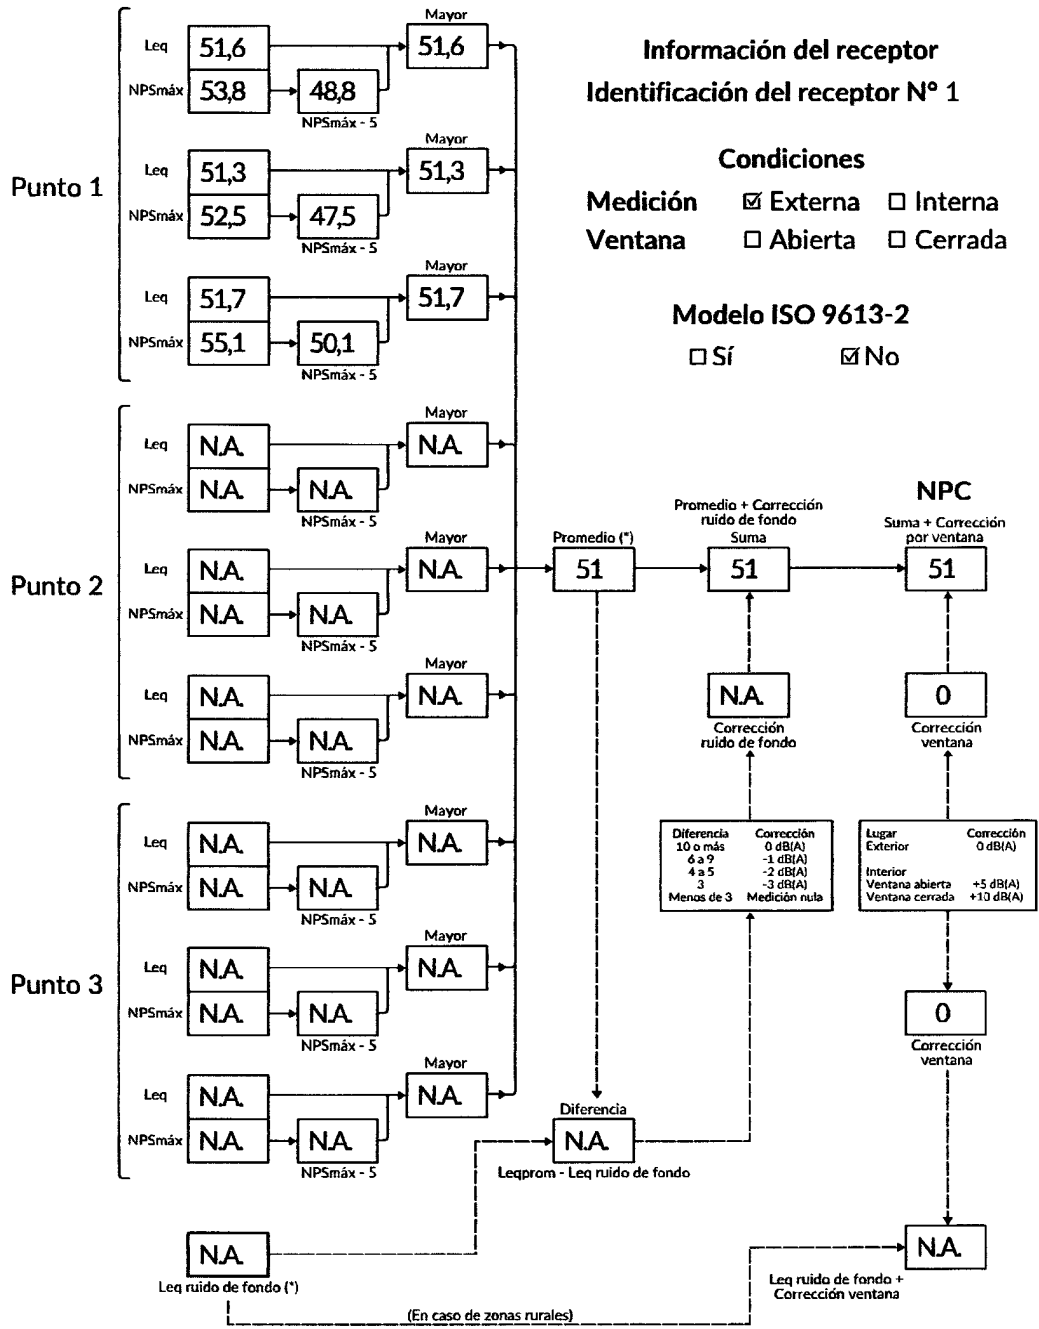 Información del receptor
Identificación del receptor N° 1
Condiciones
Medición ☑ Externa ☐ Interna
Ventana ☐ Abierta ☐ Cerrada
Modelo ISO 9613-2
☐ Sí ☑ No
Punto 1
Mayor
Leq 51,6 51,6
NPSmáx 53,8 48,8
NPSmáx - 5
Mayor
Leq 51,3 51,3
NPSmáx 52,5 47,5
NPSmáx - 5
Mayor
Leq 51,7 51,7
NPSmáx 55,1 50,1
NPSmáx - 5
Punto 2
Mayor
Leq N.A. N.A.
NPSmáx N.A. N.A.
NPSmáx - 5
Mayor
Leq N.A. N.A.
NPSmáx N.A. N.A.
NPSmáx - 5
Mayor
Leq N.A. N.A.
NPSmáx N.A. N.A.
NPSmáx - 5
Punto 3
Mayor
Leq N.A. N.A.
NPSmáx N.A. N.A.
NPSmáx - 5
Mayor
Leq N.A. N.A.
NPSmáx N.A. N.A.
NPSmáx - 5
Mayor
Leq N.A. N.A.
NPSmáx N.A. N.A.
NPSmáx - 5
Promedio (*)
51
Promedio + Corrección
ruido de fondo
Suma
51
NPC
Suma + Corrección
por ventana
51
N.A.
Corrección
ruido de fondo
0
Corrección
ventana
Diferencia Corrección
10 o más 0 dB(A)
6 a 9 -1 dB(A)
4 a 5 -2 dB(A)
3 -3 dB(A)
Menos de 3 Medición nula
Lugar Corrección
Exterior 0 dB(A)
Interior
Ventana abierta +5 dB(A)
Ventana cerrada +10 dB(A)
0
Corrección
ventana
Diferencia
N.A.
Leqprom - Leq ruido de fondo
N.A.
Leq ruido de fondo (*)
N.A.
Leq ruido de fondo +
Corrección ventana
(En caso de zonas rurales)